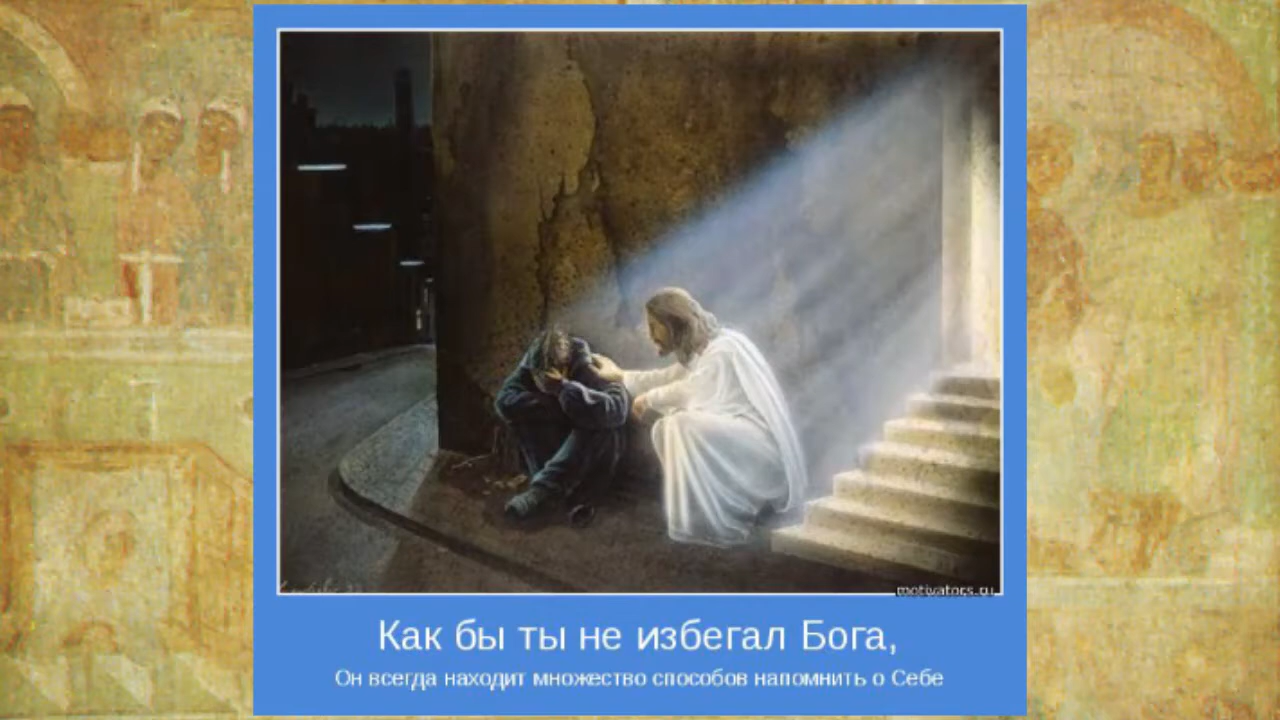 motivators.ru
Как бы ты не избегал Бога,
Он всегда находит множество способов напомнить о Себе